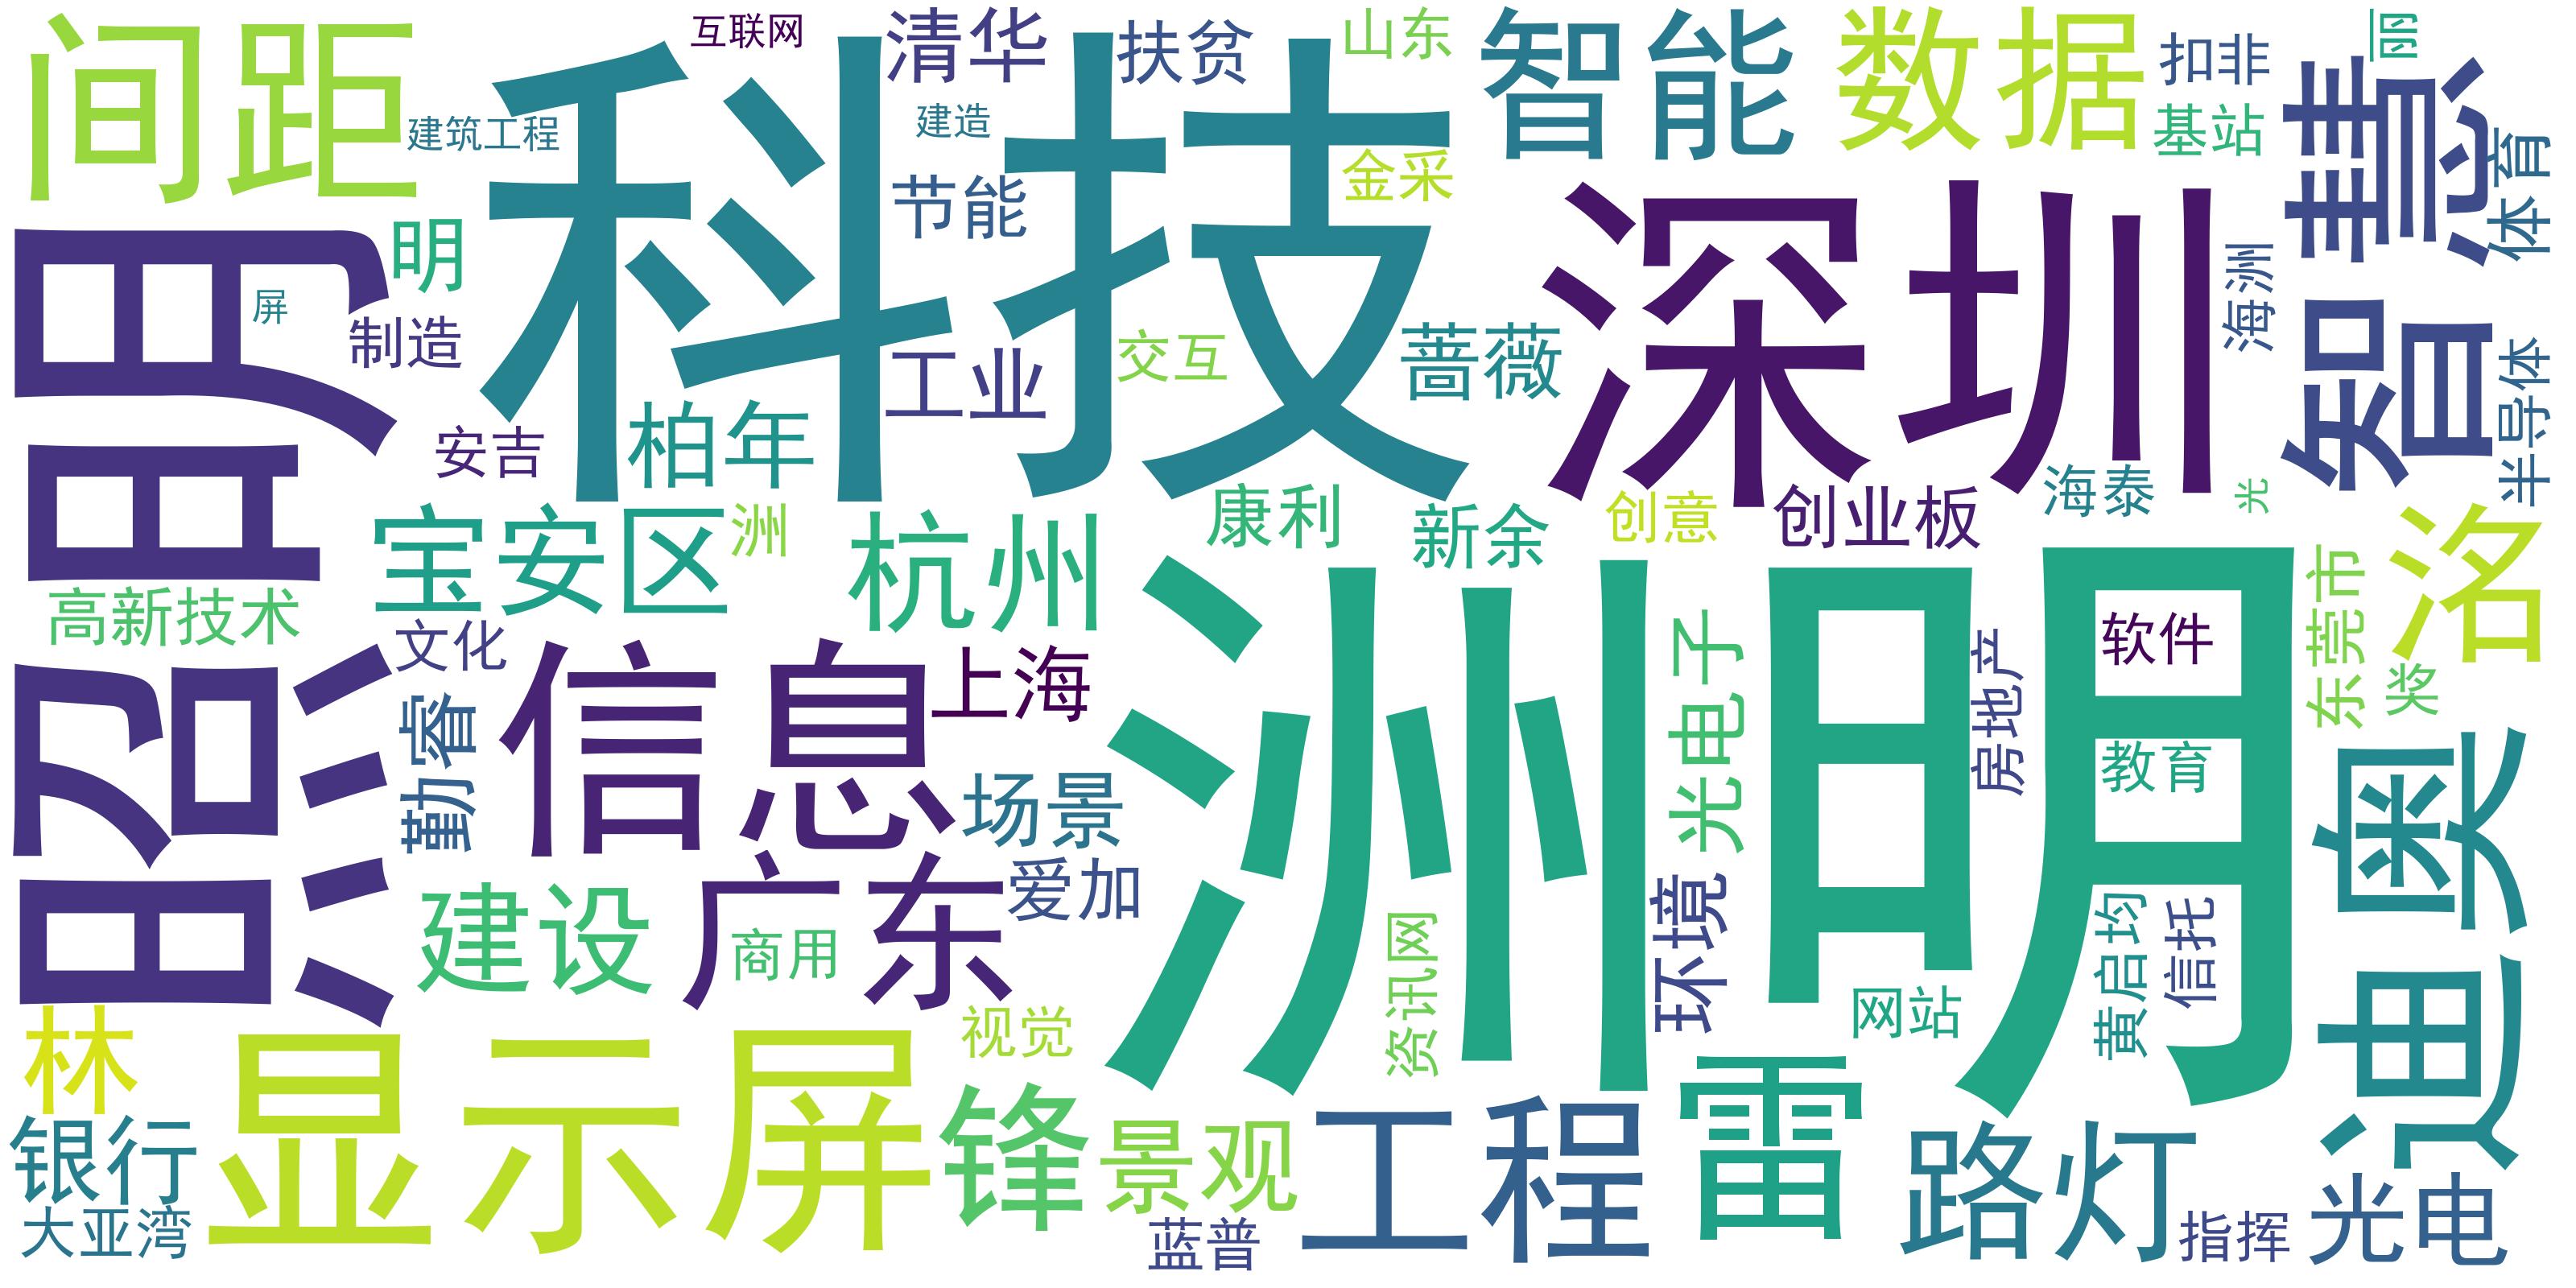 间距
科技
互联网
清华
扶贫
山东
智能
数据
扣非
丽
建筑工程
建造
金采
基站
智慧
体育
节能
明
屏
制造
照明
工业
交互
蔷薇
深圳
海洲
半导体
安吉
柏年
宝安区
洲
杭州
康利
新余
创意
创业板
海泰
光
洺
高新技术
文化
勤睿
信息
上海
洲明
光电子
房地产
软件
教育
东莞市
奖
场景
爱加
建设
广东
商用
资讯网
环境
网站
黄启均
信托
迪奥
林
显示屏
视觉
银行
大亚湾
锋
景观
蓝普
工程
雷
路灯
指挥
光电